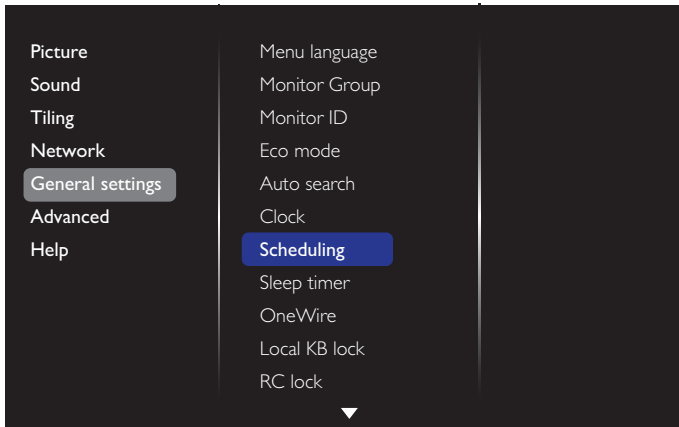 Picture
Sound
Tiling
Network
General settings
Advanced
Help
Menu language
Monitor Group
Monitor ID
Eco mode
Auto search
Clock
Scheduling
Sleep timer
OneWire
Local KB lock
RC lock